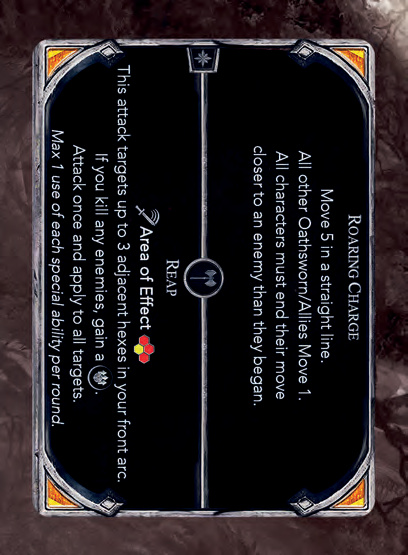 ROARING CHARGE
Move 5 in a straight line.
All other Oathsworn/Allies Move 1.
All characters must end their move
closer to an enemy than they began.
REAP
Area of Effect
This attack targets up to 3 adjacent hexes in your front arc.
If you kill any enemies, gain a .
Attack once and apply to all targets.
Max 1 use of each special ability per round.